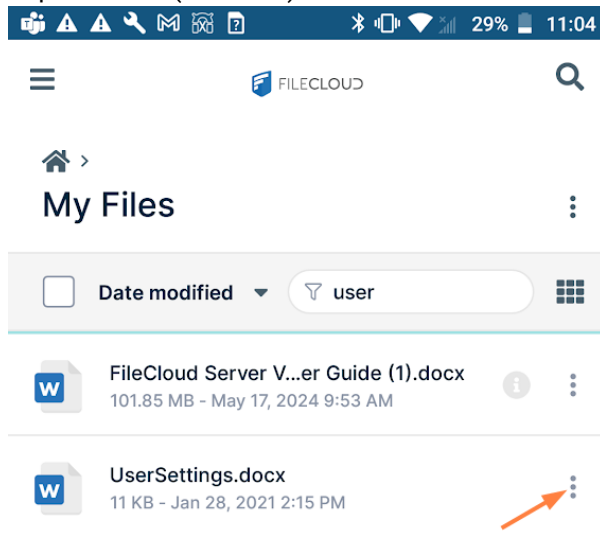 29% 11:04
FILECLOUD
My Files
Date modified user
FileCloud Server V...er Guide (1).docx
101.85 MB - May 17, 2024 9:53 AM
W
UserSettings.docx
11 KB - Jan 28, 2021 2:15 PM
W